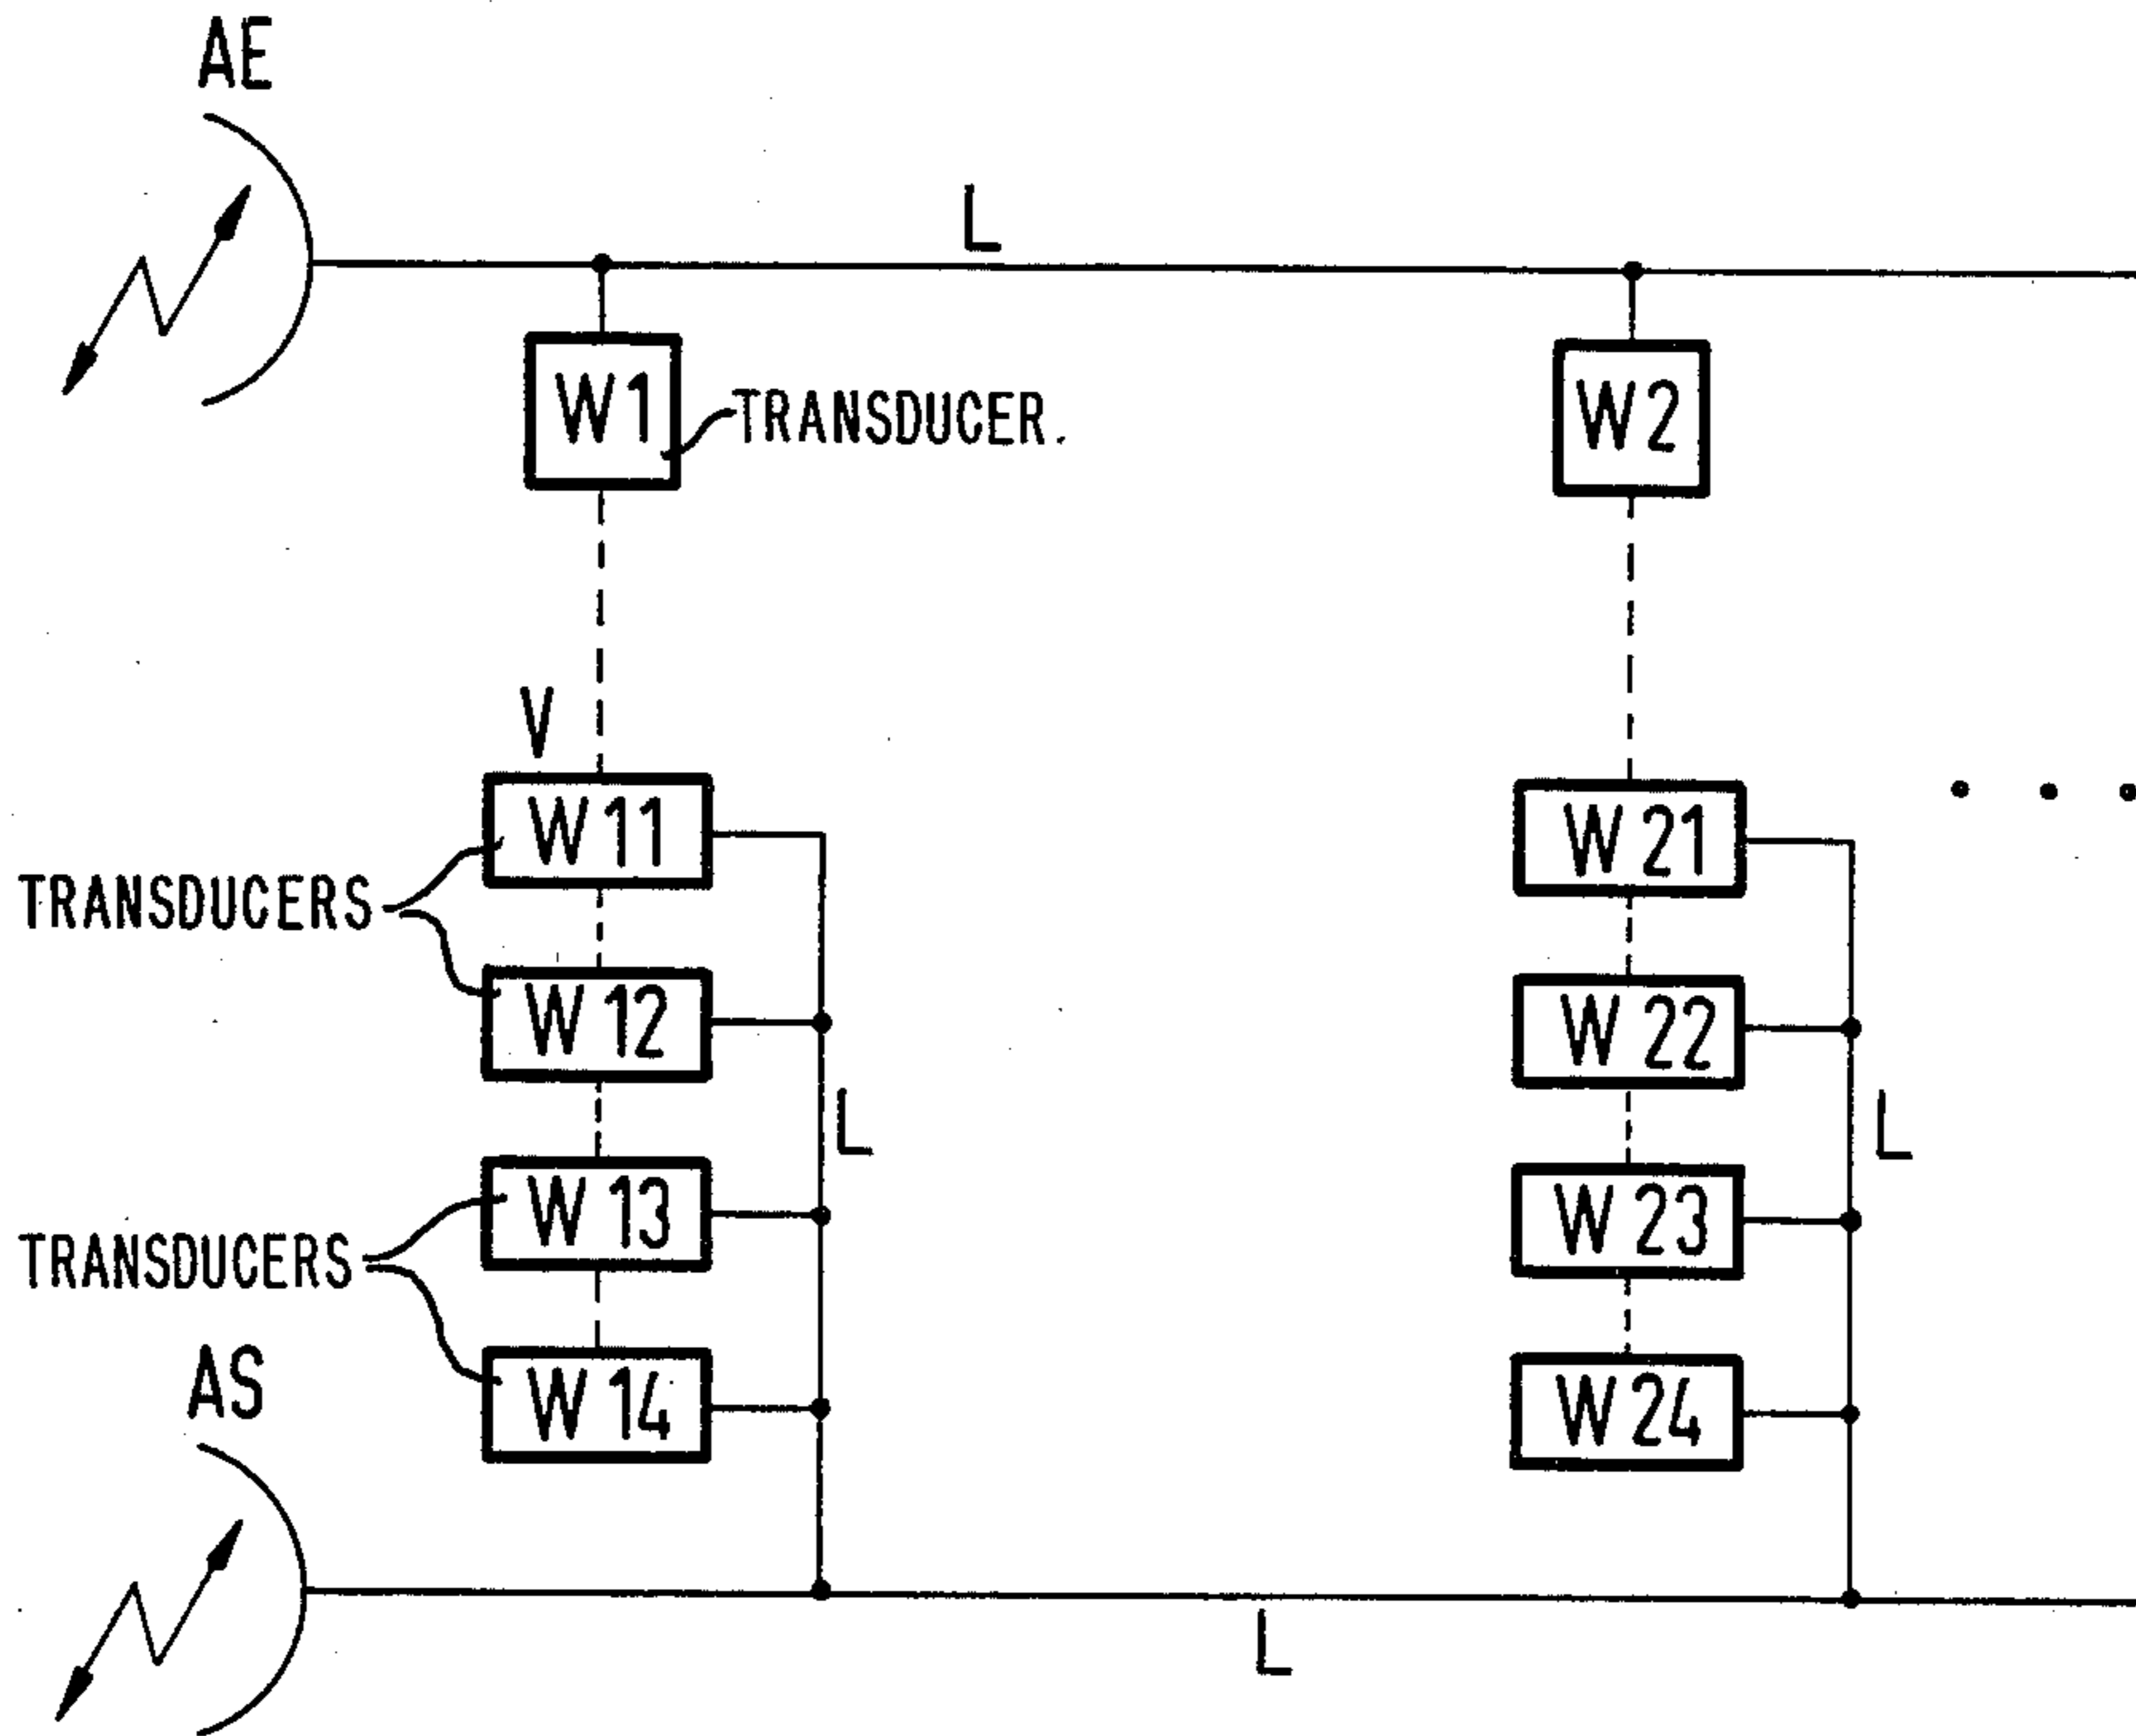 AE
L
W1
TRANSDUCER.
W2
V
W11
W21
TRANSDUCERS
W12
W22
L
L
W13
W23
TRANSDUCERS
W14
W24
AS
L